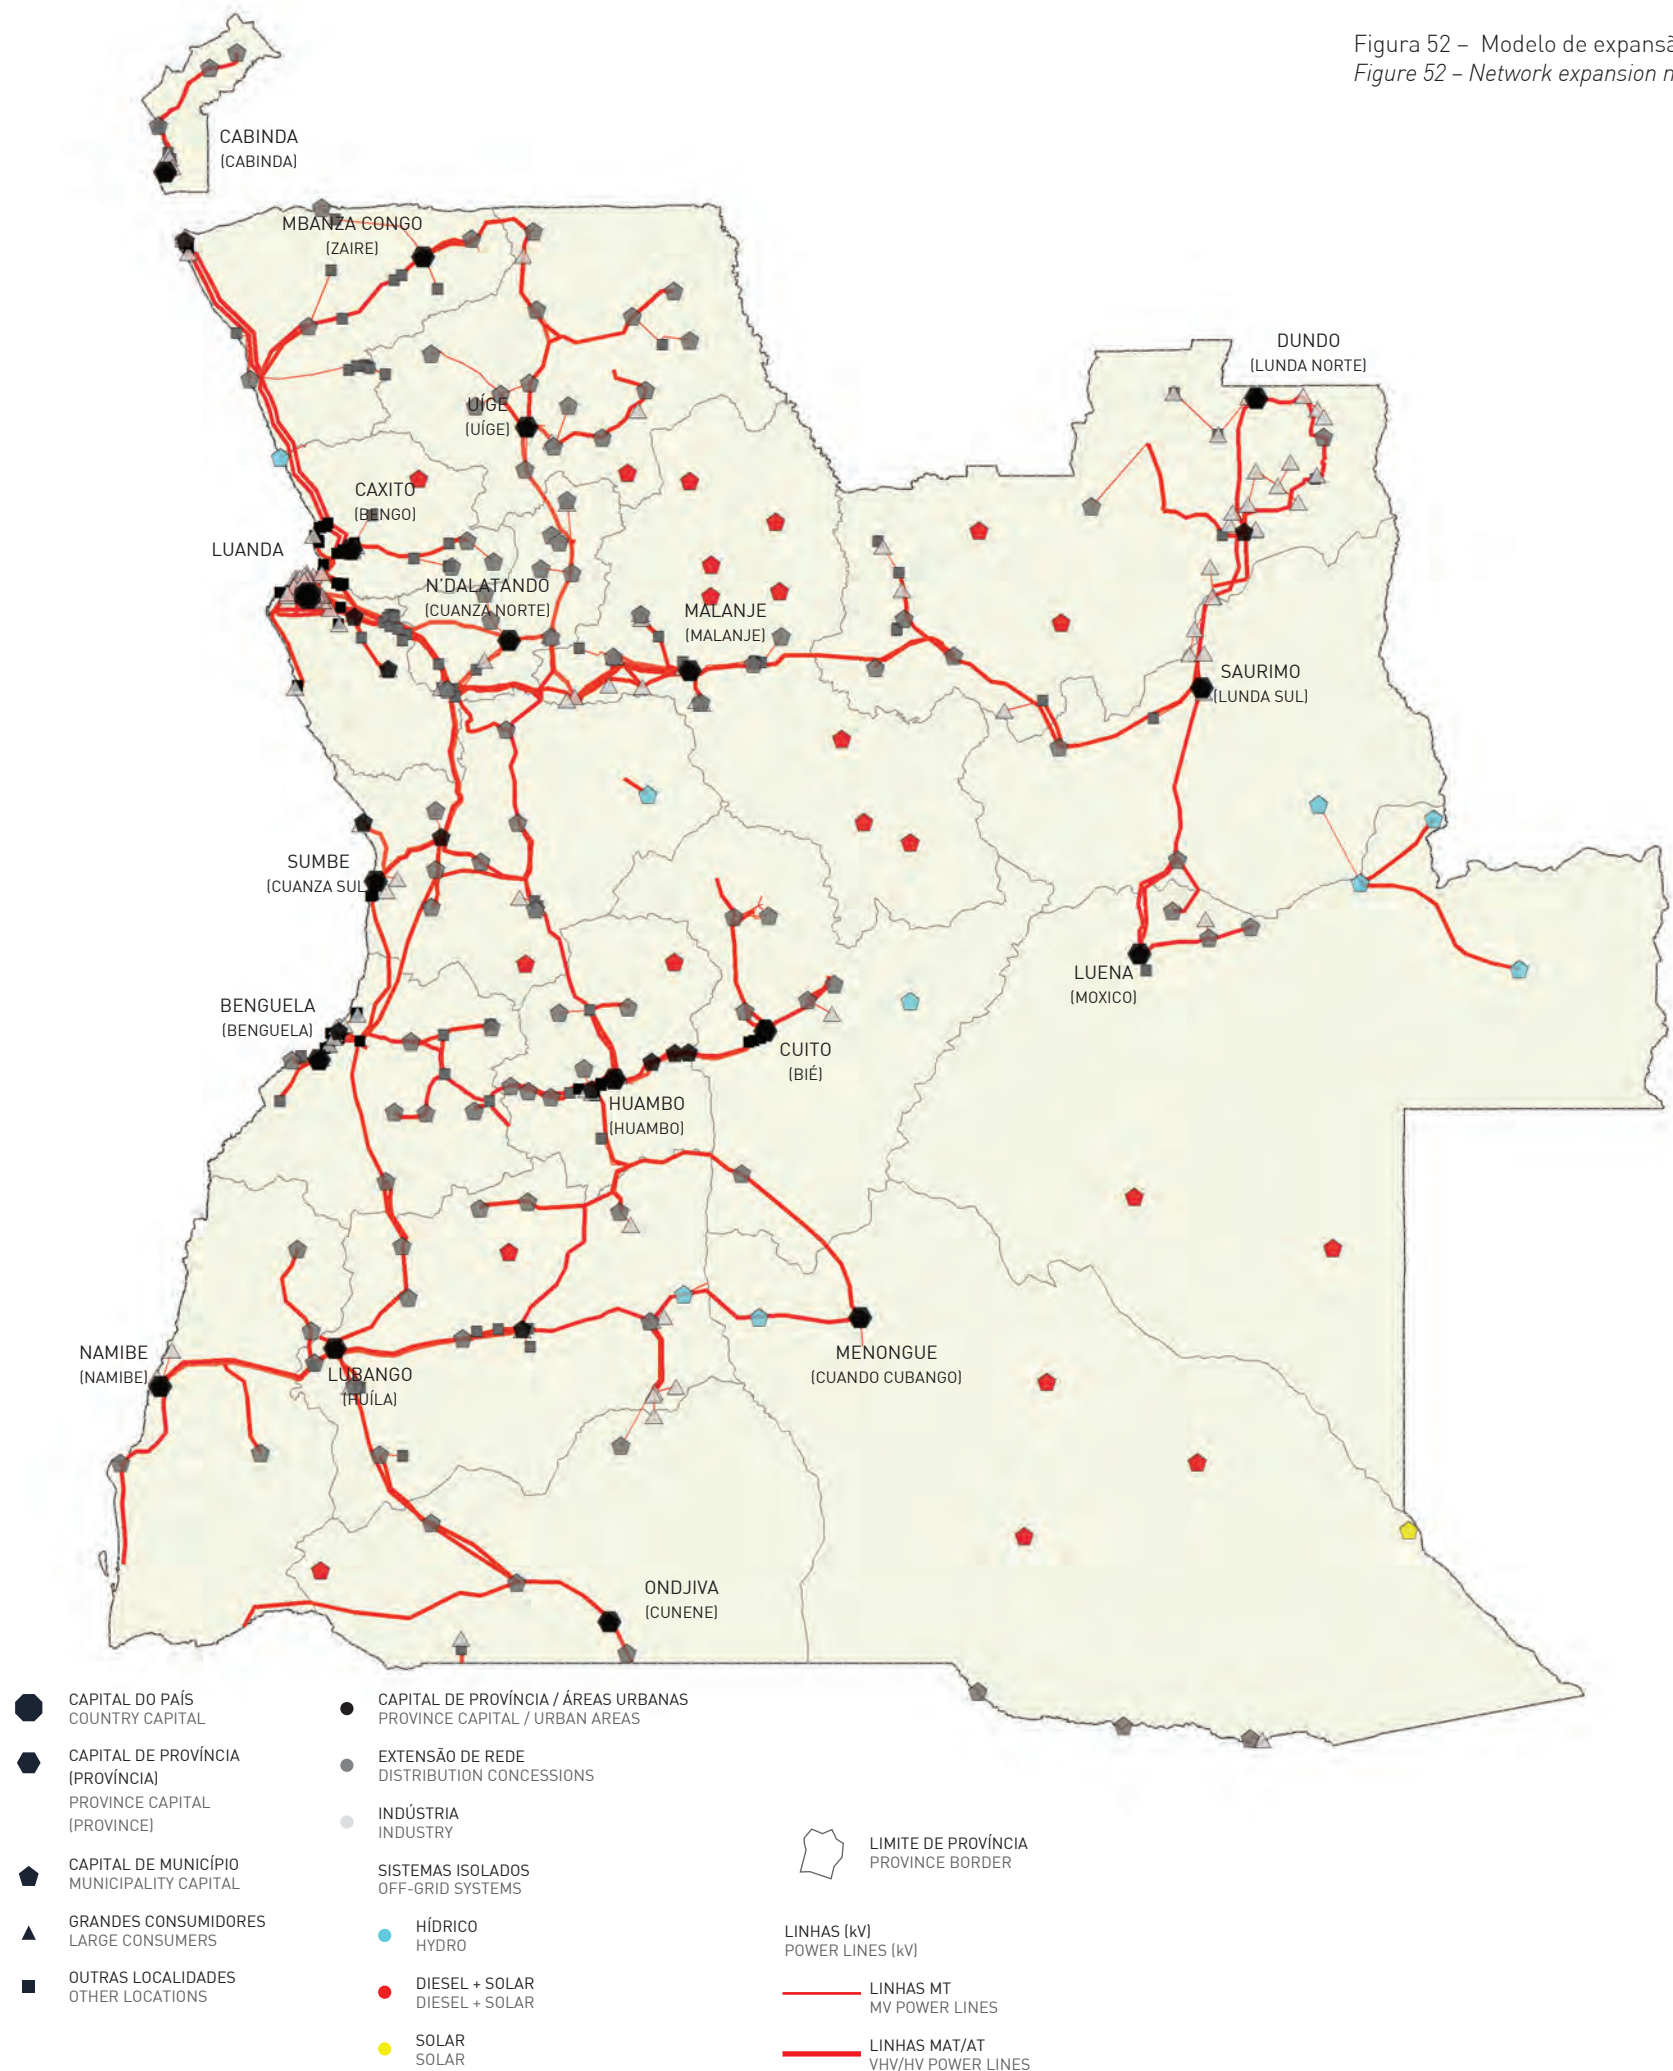 Figura 52 – Modelo de expansã
Figure 52 – Network expansion
CABINDA
(CABINDA)
MBANZA CONGO
(ZAIRE)
DUNDO
(LUNDA NORTE)
UÍGE
(UÍGE)
CAXITO
(BENGO)
LUANDA
N'DALATANDO
(CUANZA NORTE)
MALANJE
(MALANJE)
SAURIMO
(LUNDA SUL)
SUMBE
(CUANZA SUL
LUENA
(MOXICO)
BENGUELA
(BENGUELA)
CUITO
(BIÉ)
HUAMBO
(HUAMBO)
NAMIBE
(NAMIBE)
LUBANGO
(HUÍLA)
MENONGUE
(CUANDO CUBANGO)
ONDJIVA
(CUNENE)
CAPITAL DO PAÍS
COUNTRY CAPITAL
CAPITAL DE PROVÍNCIA
(PROVÍNCIA)
PROVINCE CAPITAL
(PROVINCE)
CAPITAL DE MUNICÍPIO
MUNICIPALITY CAPITAL
GRANDES CONSUMIDORES
LARGE CONSUMERS
OUTRAS LOCALIDADES
OTHER LOCATIONS
CAPITAL DE PROVÍNCIA / ÁREAS URBANAS
PROVINCE CAPITAL / URBAN AREAS
EXTENSÃO DE REDE
DISTRIBUTION CONCESSIONS
INDÚSTRIA
INDUSTRY
SISTEMAS ISOLADOS
OFF-GRID SYSTEMS
HÍDRICO
HYDRO
DIESEL + SOLAR
DIESEL + SOLAR
SOLAR
SOLAR
LIMITE DE PROVÍNCIA
PROVINCE BORDER
LINHAS (kV)
POWER LINES (kV)
LINHAS MT
MV POWER LINES
LINHAS MAT/AT
VHV/HV POWER LINES